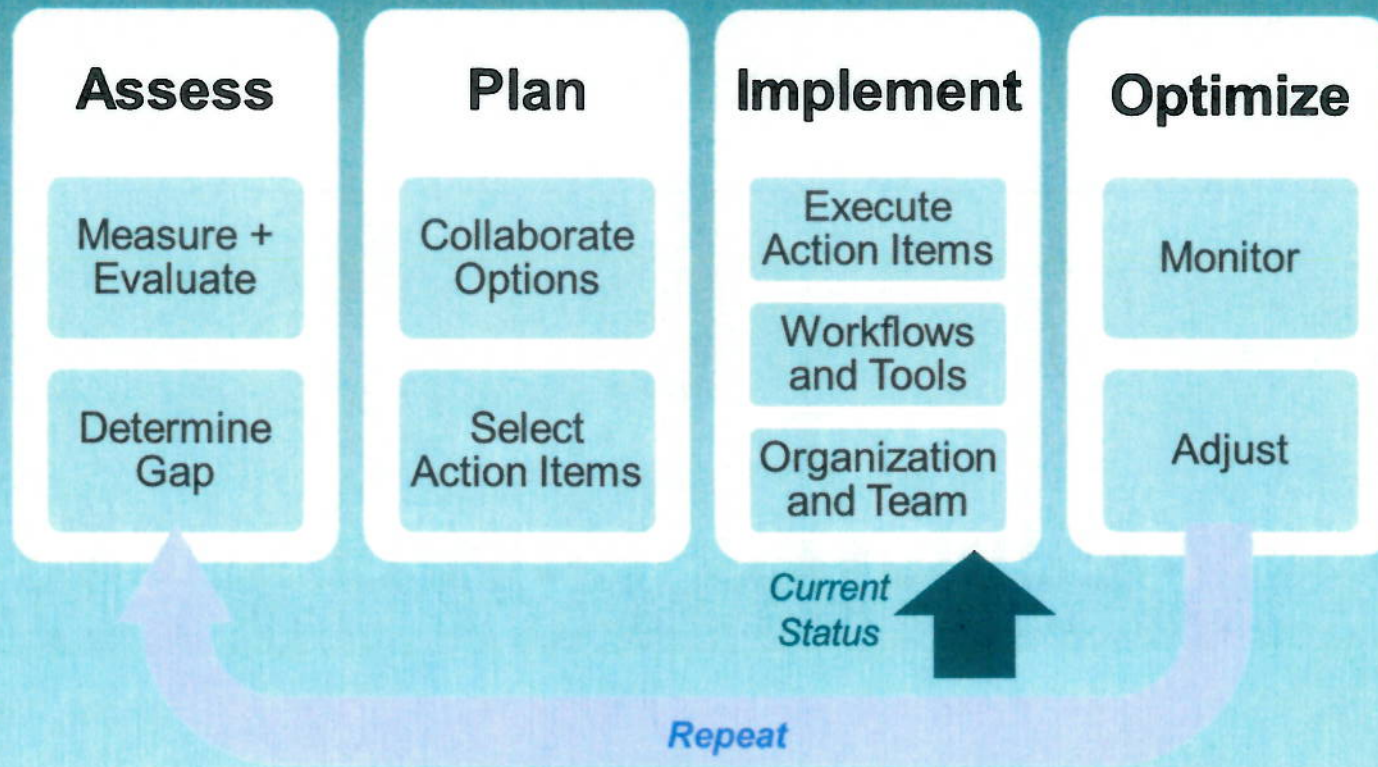 Assess
Measure +
Evaluate
Determine
Gap
Plan
Collaborate
Options
Select
Action Items
Implement
Execute
Action Items
Workflows
and Tools
Organization
and Team
Optimize
Monitor
Adjust
Current
Status
Repeat